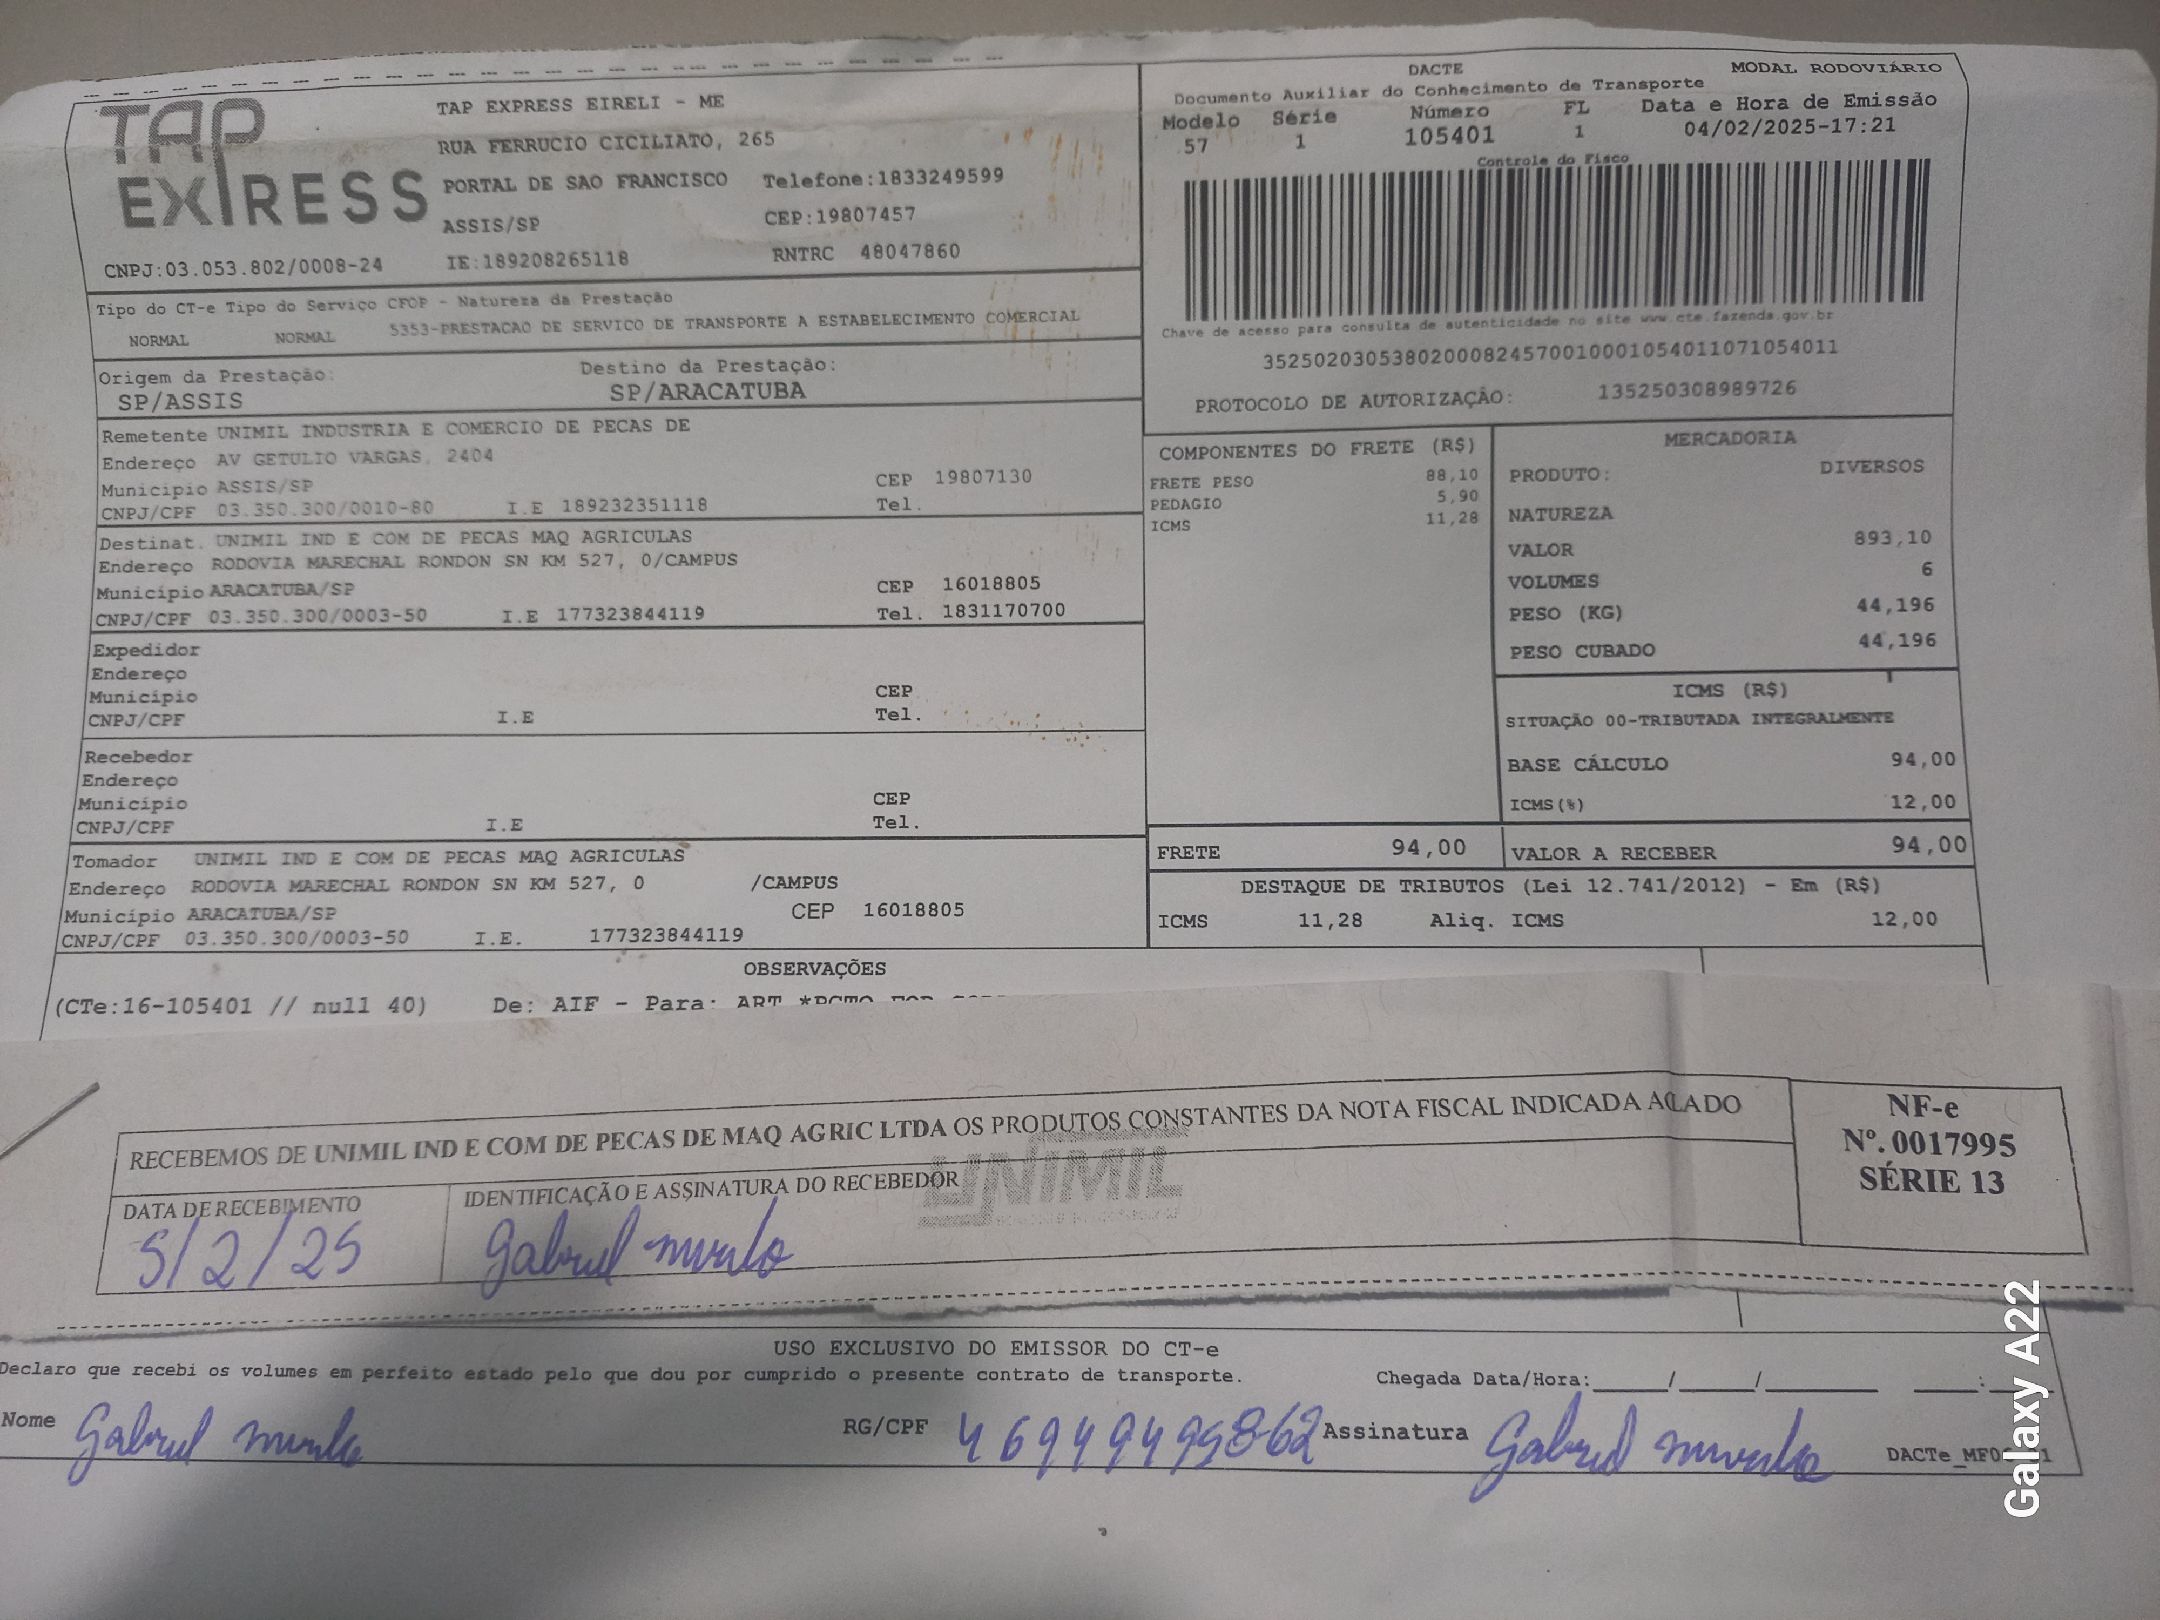 TAP EXPRESS
TAP EXPRESS EIRELI - ME
RUA FERRUCIO CICILIATO, 265
PORTAL DE SAO FRANCISCO Telefone:1833249599
ASSIS/SP CEP:19807457
CNPJ:03.053.802/0008-24 IE:189208265118 RNTRC 48047860
DACTE MODAL RODOVIÁRIO
Documento Auxiliar do Conhecimento de Transporte
Modelo Série Número FL Data e Hora de Emissão
57 1 105401 1 04/02/2025-17:21
Controle do Fisco
Chave de acesso para consulta de autenticidade no site www.cte.fazenda.gov.br
35250203053802000824570010001054011071054011
PROTOCOLO DE AUTORIZAÇÂO: 135250308989726
Tipo do CT-e Tipo do Serviço CFOP - Natureza da Prestação
NORMAL NORMAL 5353-PRESTACAO DE SERVICO DE TRANSPORTE A ESTABELECIMENTO COMERCIAL
Origem da Prestação: Destino da Prestação:
SP/ASSIS SP/ARACATUBA
Remetente UNIMIL INDUSTRIA E COMERCIO DE PECAS DE
Endereço AV GETULIO VARGAS, 2404
Municipio ASSIS/SP CEP 19807130
CNPJ/CPF 03.350.300/0010-80 I.E 189232351118 Tel.
Destinat. UNIMIL IND E COM DE PECAS MAQ AGRICULAS
Endereço RODOVIA MARECHAL RONDON SN KM 527, 0/CAMPUS
Município ARACATUBA/SP CEP 16018805
CNPJ/CPF 03.350.300/0003-50 I.E 177323844119 Tel. 1831170700
Expedidor
Endereço
Município CEP
CNPJ/CPF I.E Tel.
Recebedor
Endereço
Município CEP
CNPJ/CPF I.E Tel.
Tomador UNIMIL IND E COM DE PECAS MAQ AGRICULAS
Endereço RODOVIA MARECHAL RONDON SN KM 527, 0 /CAMPUS
Município ARACATUBA/SP CEP 16018805
CNPJ/CPF 03.350.300/0003-50 I.E. 177323844119
COMPONENTES DO FRETE (R$)
FRETE PESO 88,10
PEDAGIO 5,90
ICMS 11,28
MERCADORIA
PRODUTO: DIVERSOS
NATUREZA
VALOR 893,10
VOLUMES 6
PESO (KG) 44,196
PESO CUBADO 44,196
ICMS (R$)
SITUAÇÃO 00-TRIBUTADA INTEGRALMENTE
BASE CÁLCULO 94,00
ICMS(%) 12,00
FRETE 94,00 VALOR A RECEBER 94,00
DESTAQUE DE TRIBUTOS (Lei 12.741/2012) - Em (R$)
ICMS 11,28 Aliq. ICMS 12,00
OBSERVAÇÕES
(CTe:16-105401 // null 40) De: AIF - Para: ART
RECEBEMOS DE UNIMIL IND E COM DE PECAS DE MAQ AGRIC LTDA OS PRODUTOS CONSTANTES DA NOTA FISCAL INDICADA AO LADO
DATA DE RECEBIMENTO IDENTIFICAÇÃO E ASSINATURA DO RECEBEDOR
5/2/25 Gabriel murilo
UNIMIL
NF-e
Nº. 0017995
SÉRIE 13
USO EXCLUSIVO DO EMISSOR DO CT-e
Declaro que recebi os volumes em perfeito estado pelo que dou por cumprido o presente contrato de transporte. Chegada Data/Hora:_____/_____/_______ ____:___
Nome Gabriel murilo RG/CPF 46949499862 Assinatura Gabriel murilo
Galaxy A22